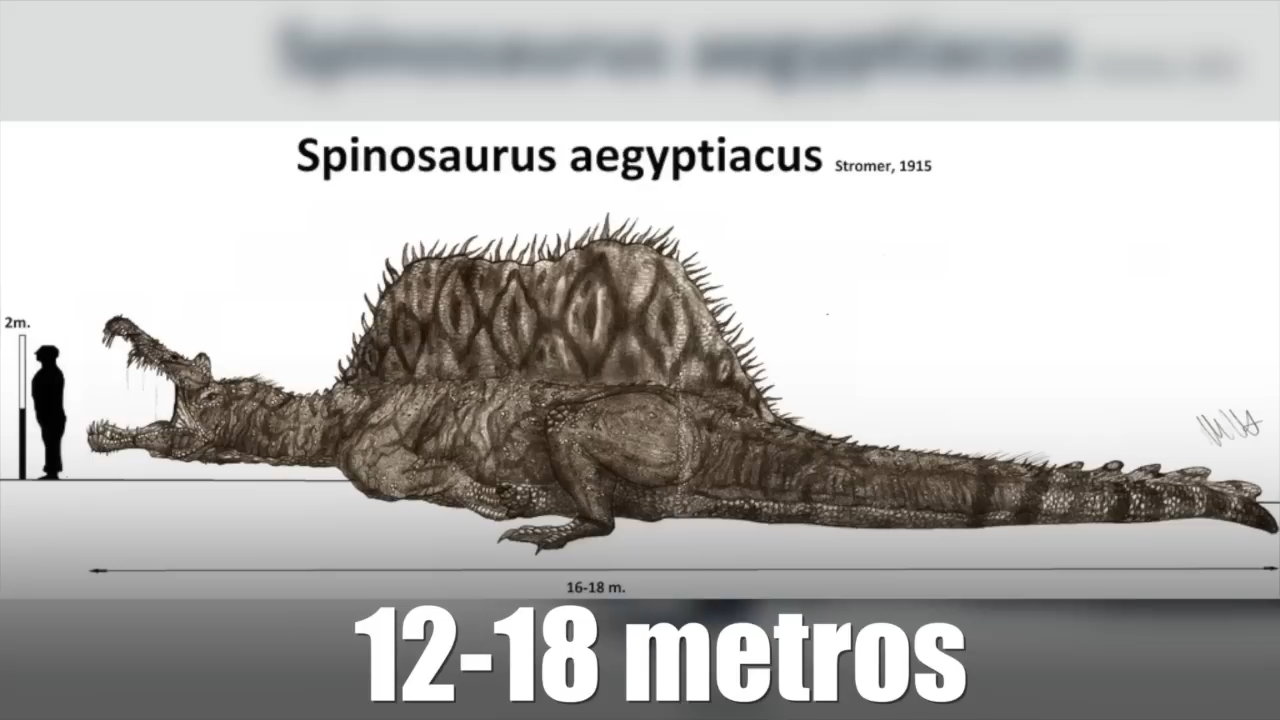 Spinosaurus aegyptiacus Stromer, 1915
2m.
16-18 m.
12-18 metros